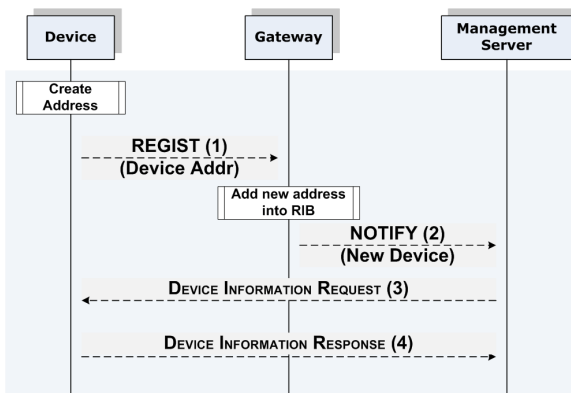 Device
Gateway
Management
Server
Create
Address
REGIST (1)
(Device Addr)
Add new address
into RIB
NOTIFY (2)
(New Device)
DEVICE INFORMATION REQUEST (3)
DEVICE INFORMATION RESPONSE (4)